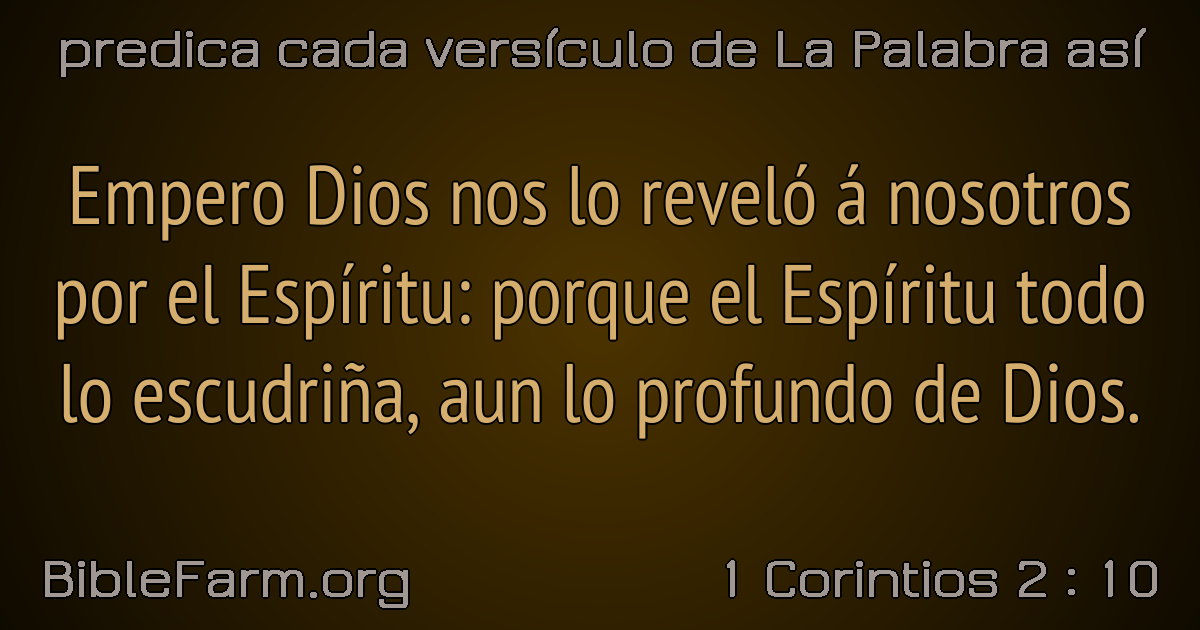 predica cada versículo de La Palabra así
Empero Dios nos lo reveló á nosotros
por el Espíritu: porque el Espíritu todo
lo escudriña, aun lo profundo de Dios.
BibleFarm.org
1 Corintios 2 : 10